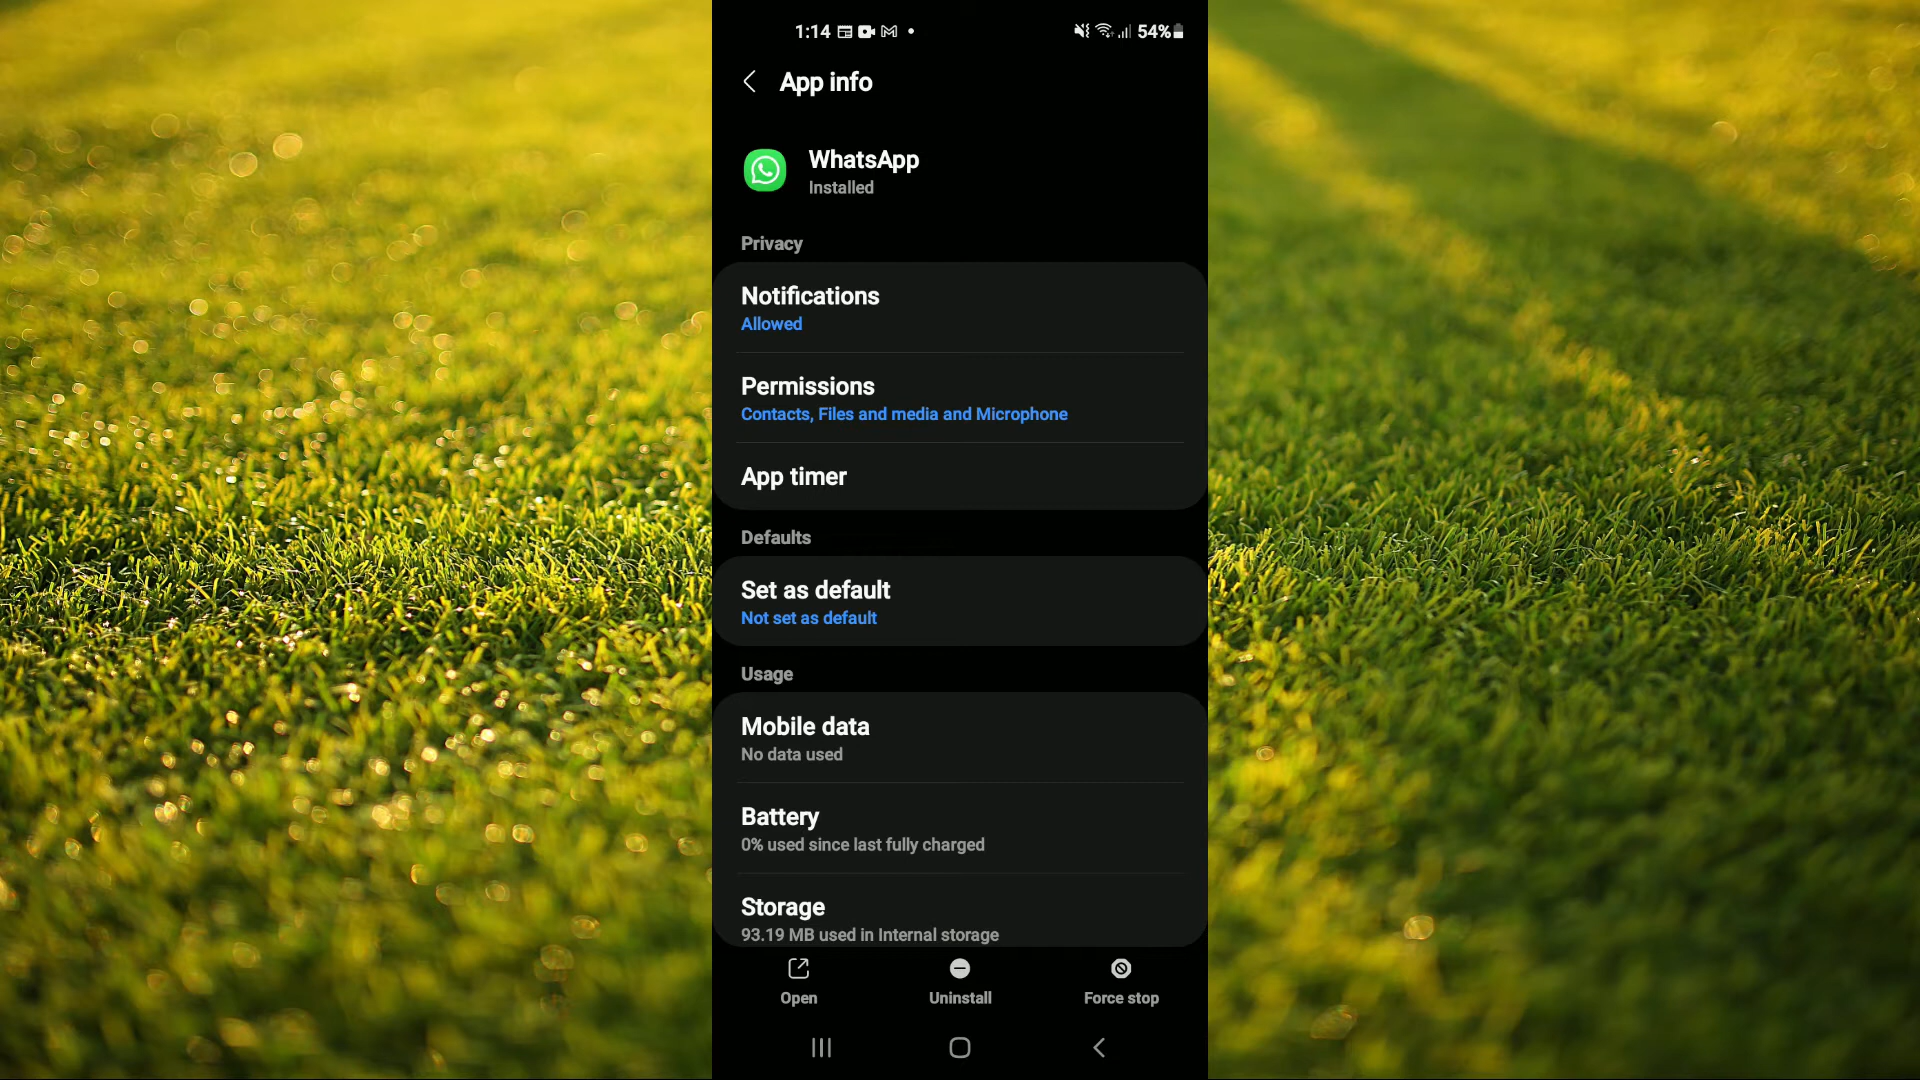 1:14 54%
App info
WhatsApp
Installed
Privacy
Notifications
Allowed
Permissions
Contacts, Files and media and Microphone
App timer
Defaults
Set as default
Not set as default
Usage
Mobile data
No data used
Battery
0% used since last fully charged
Storage
93.19 MB used in Internal storage
Open Uninstall Force stop